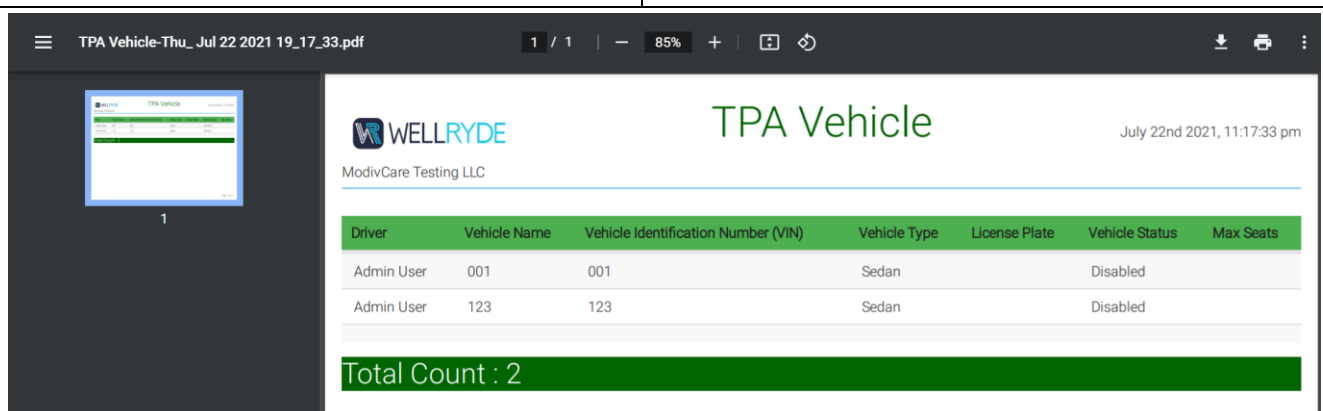 TPA Vehicle-Thu_ Jul 22 2021 19_17_33.pdf 1 / 1 | − 85% + |
1
WELLRYDE TPA Vehicle July 22nd 2021, 11:17:33 pm
ModivCare Testing LLC
Driver Vehicle Name Vehicle Identification Number (VIN) Vehicle Type License Plate Vehicle Status Max Seats
Admin User 001 001 Sedan Disabled
Admin User 123 123 Sedan Disabled
Total Count : 2